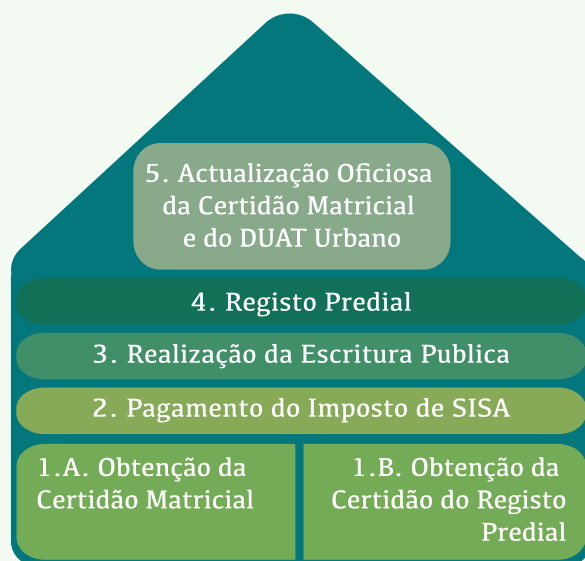 5. Actualização Oficiosa
da Certidão Matricial
e do DUAT Urbano
4. Registo Predial
3. Realização da Escritura Publica
2. Pagamento do Imposto de SISA
1.A. Obtenção da
Certidão Matricial
1.B. Obtenção da
Certidão do Registo
Predial